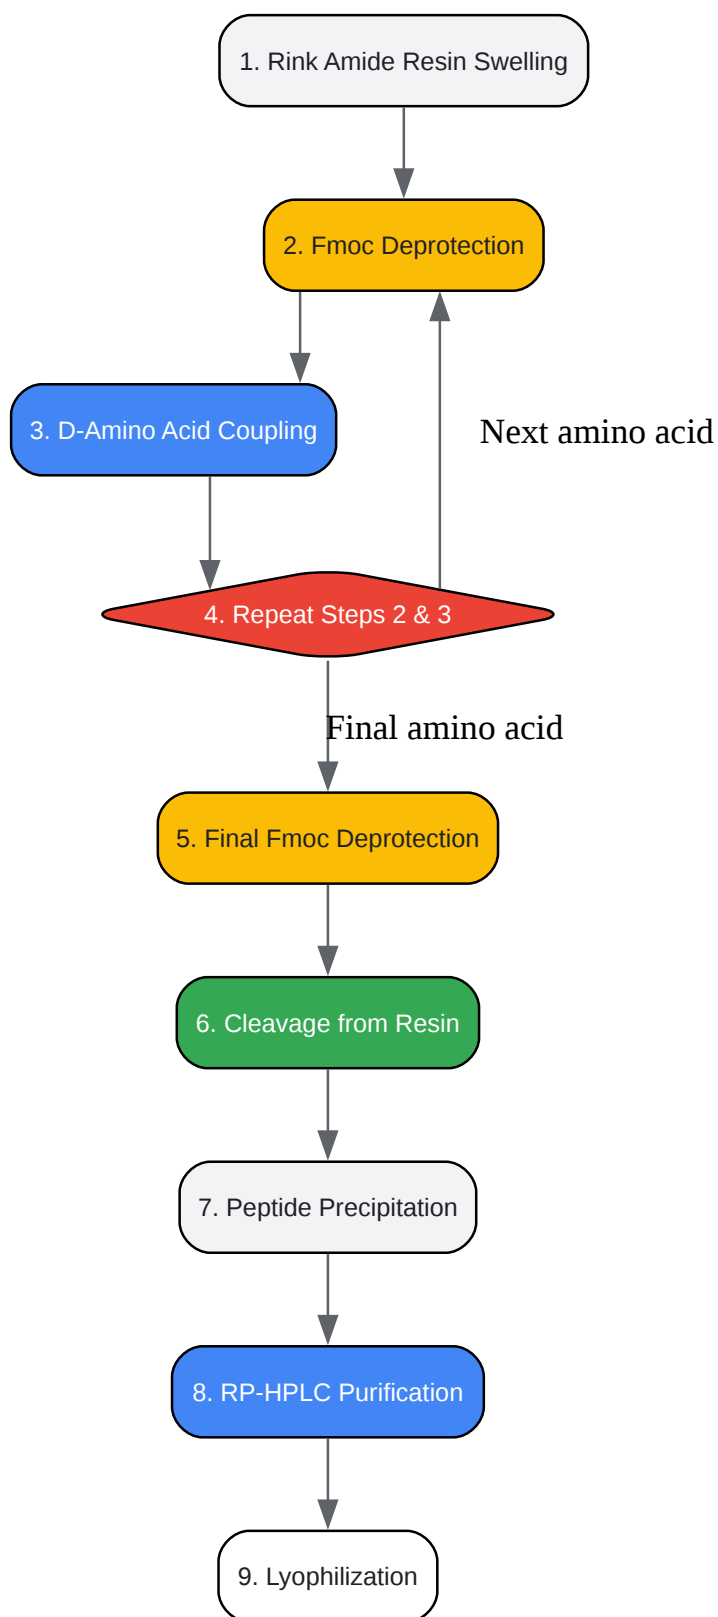 1. Rink Amide Resin Swelling
2. Fmoc Deprotection
3. D-Amino Acid Coupling
Next amino acid
4. Repeat Steps 2 & 3
Final amino acid
5. Final Fmoc Deprotection
6. Cleavage from Resin
7. Peptide Precipitation
8. RP-HPLC Purification
9. Lyophilization